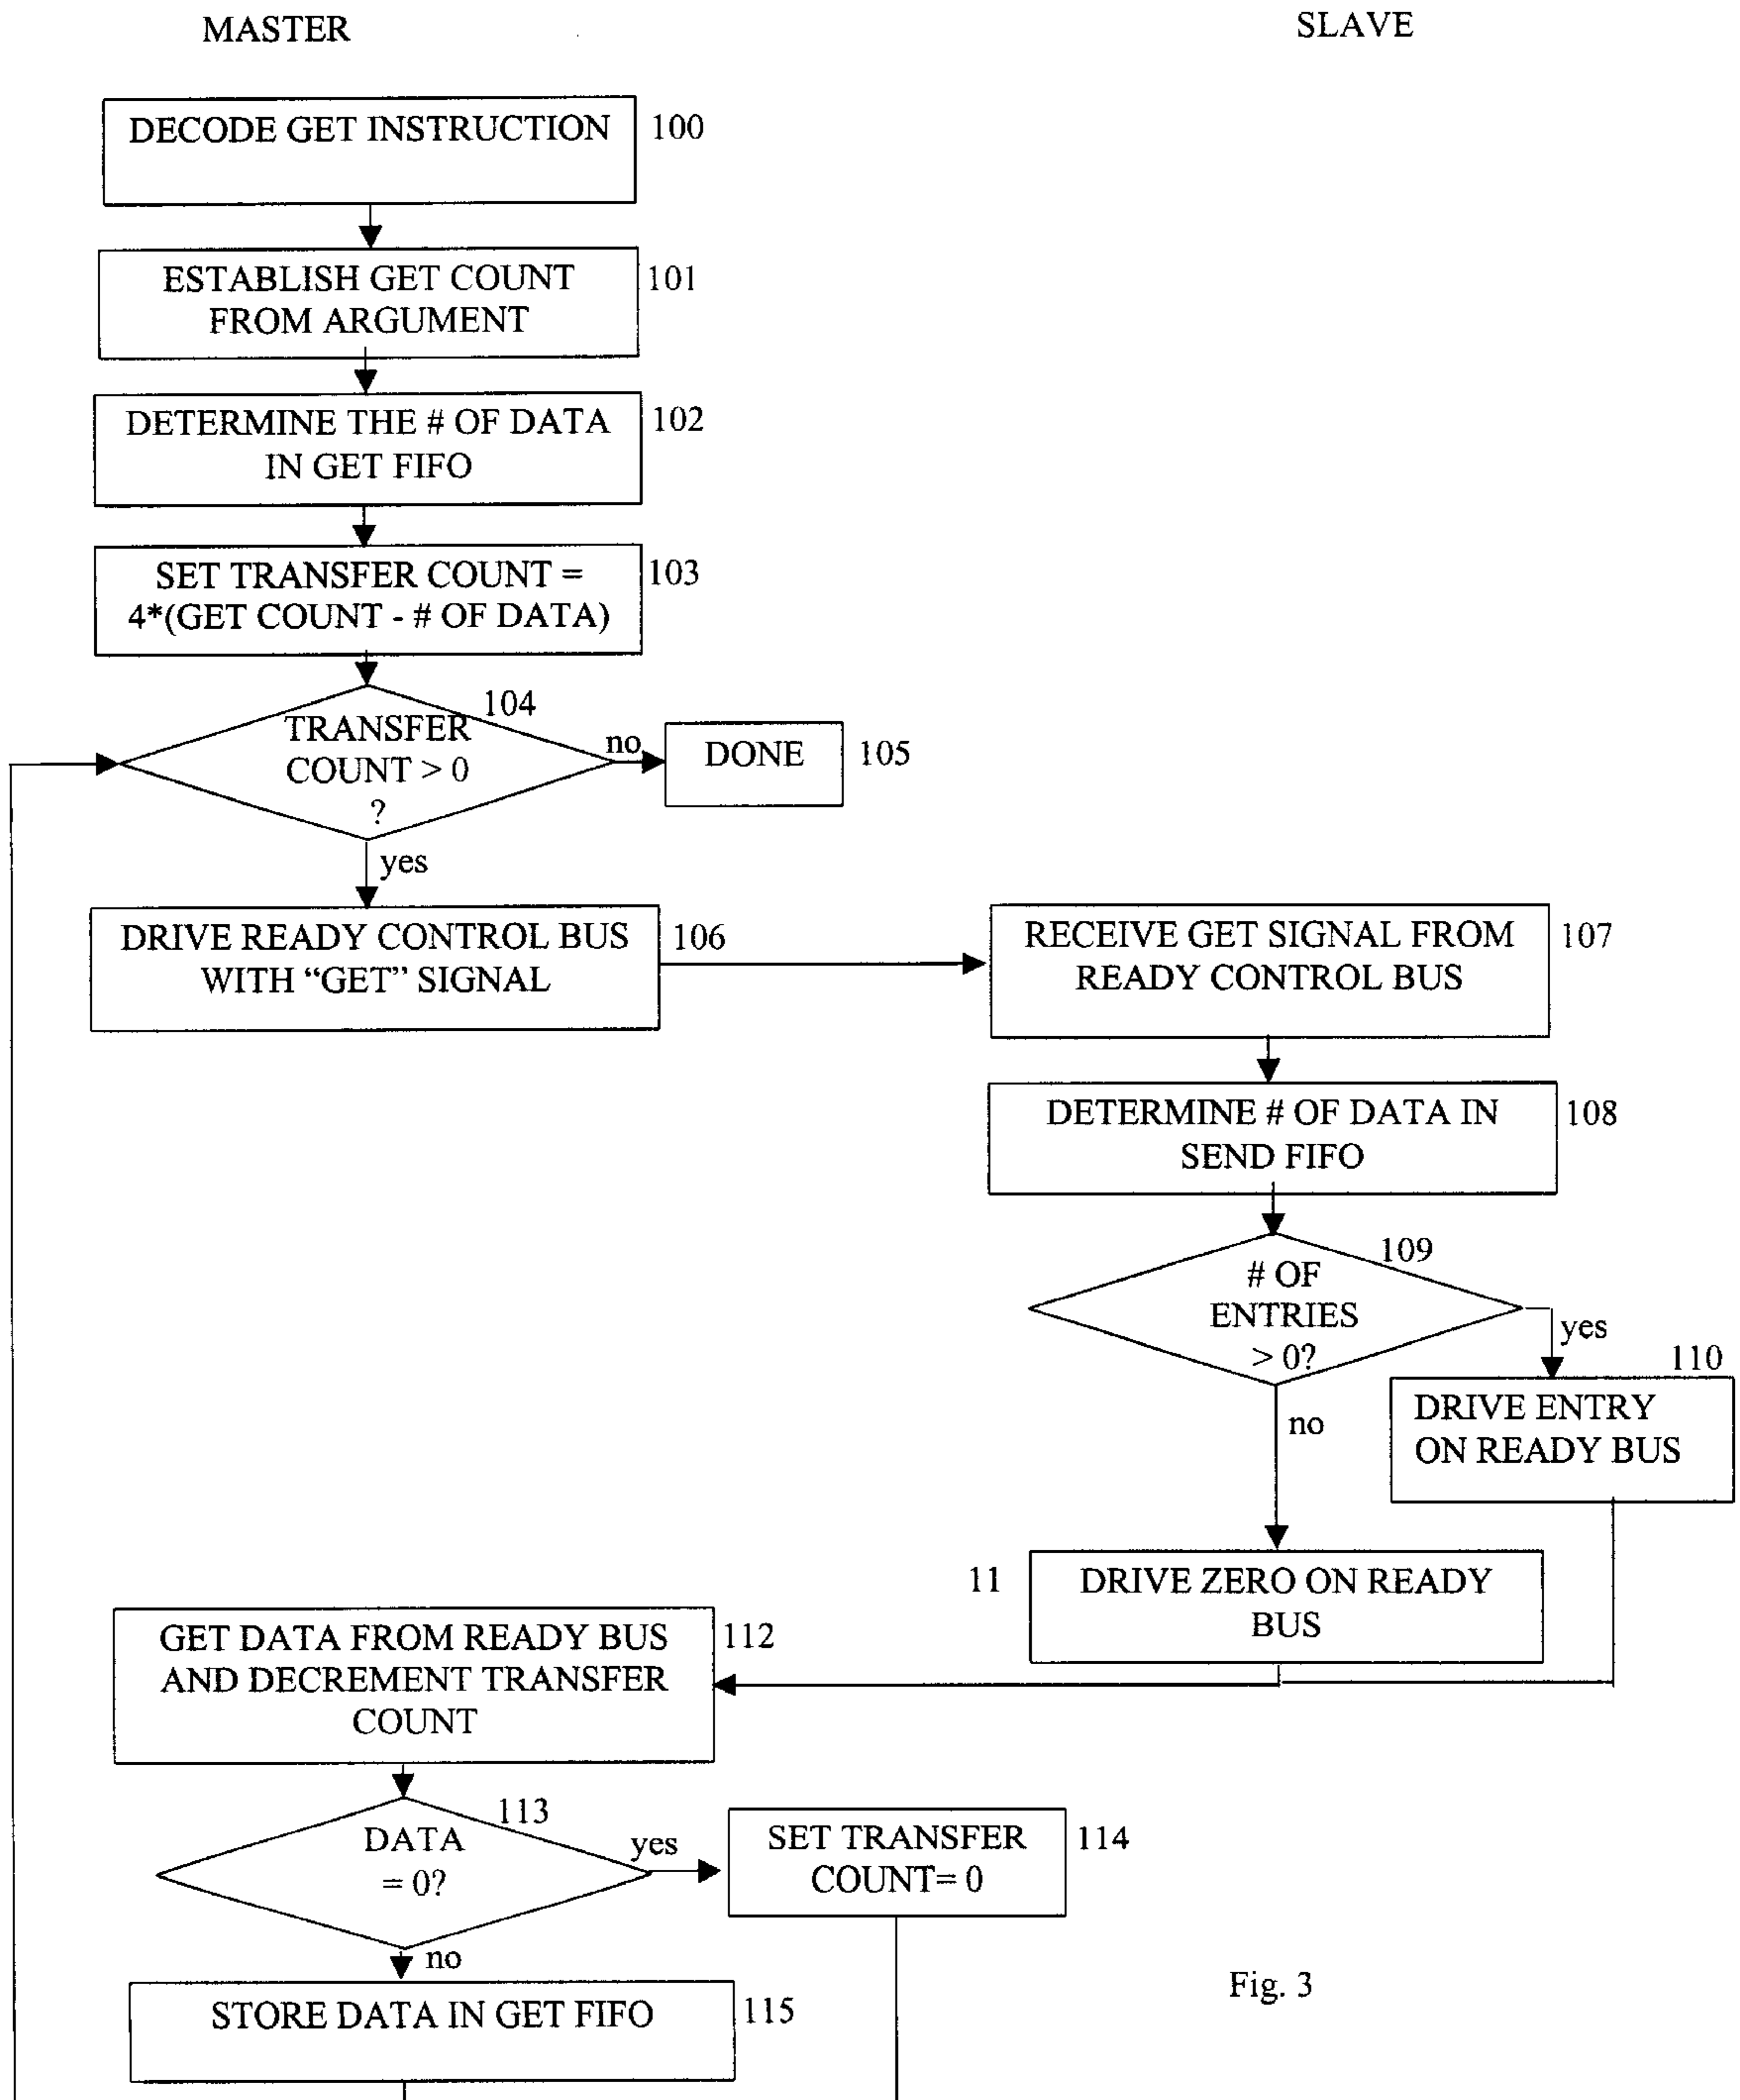 MASTER
SLAVE
DECODE GET INSTRUCTION
100
ESTABLISH GET COUNT
FROM ARGUMENT
101
DETERMINE THE # OF DATA
IN GET FIFO
102
SET TRANSFER COUNT =
4*(GET COUNT - # OF DATA)
103
104
TRANSFER
COUNT > 0
?
no
DONE
105
yes
DRIVE READY CONTROL BUS
WITH “GET” SIGNAL
106
RECEIVE GET SIGNAL FROM
READY CONTROL BUS
107
DETERMINE # OF DATA IN
SEND FIFO
108
109
# OF
ENTRIES
> 0?
yes
110
DRIVE ENTRY
ON READY BUS
no
11
DRIVE ZERO ON READY
BUS
GET DATA FROM READY BUS
AND DECREMENT TRANSFER
COUNT
112
113
DATA
= 0?
yes
SET TRANSFER
COUNT= 0
114
no
STORE DATA IN GET FIFO
115
Fig. 3